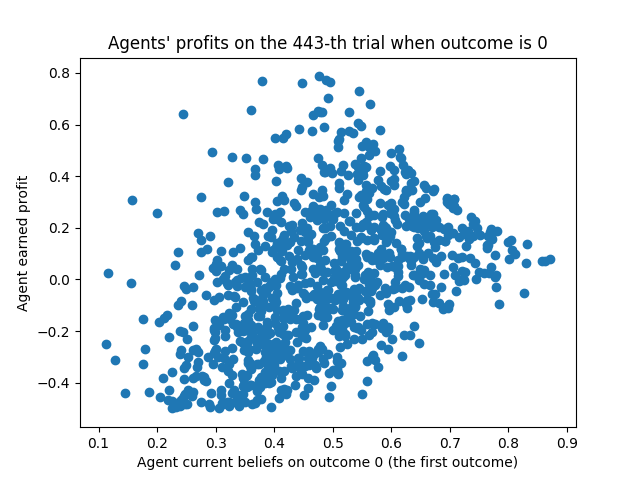 Agents' profits on the 443-th trial when outcome is 0
0.8
0.6
0.4
0.2
0.0
−0.2
−0.4
Agent earned profit
0.1 0.2 0.3 0.4 0.5 0.6 0.7 0.8 0.9
Agent current beliefs on outcome 0 (the first outcome)